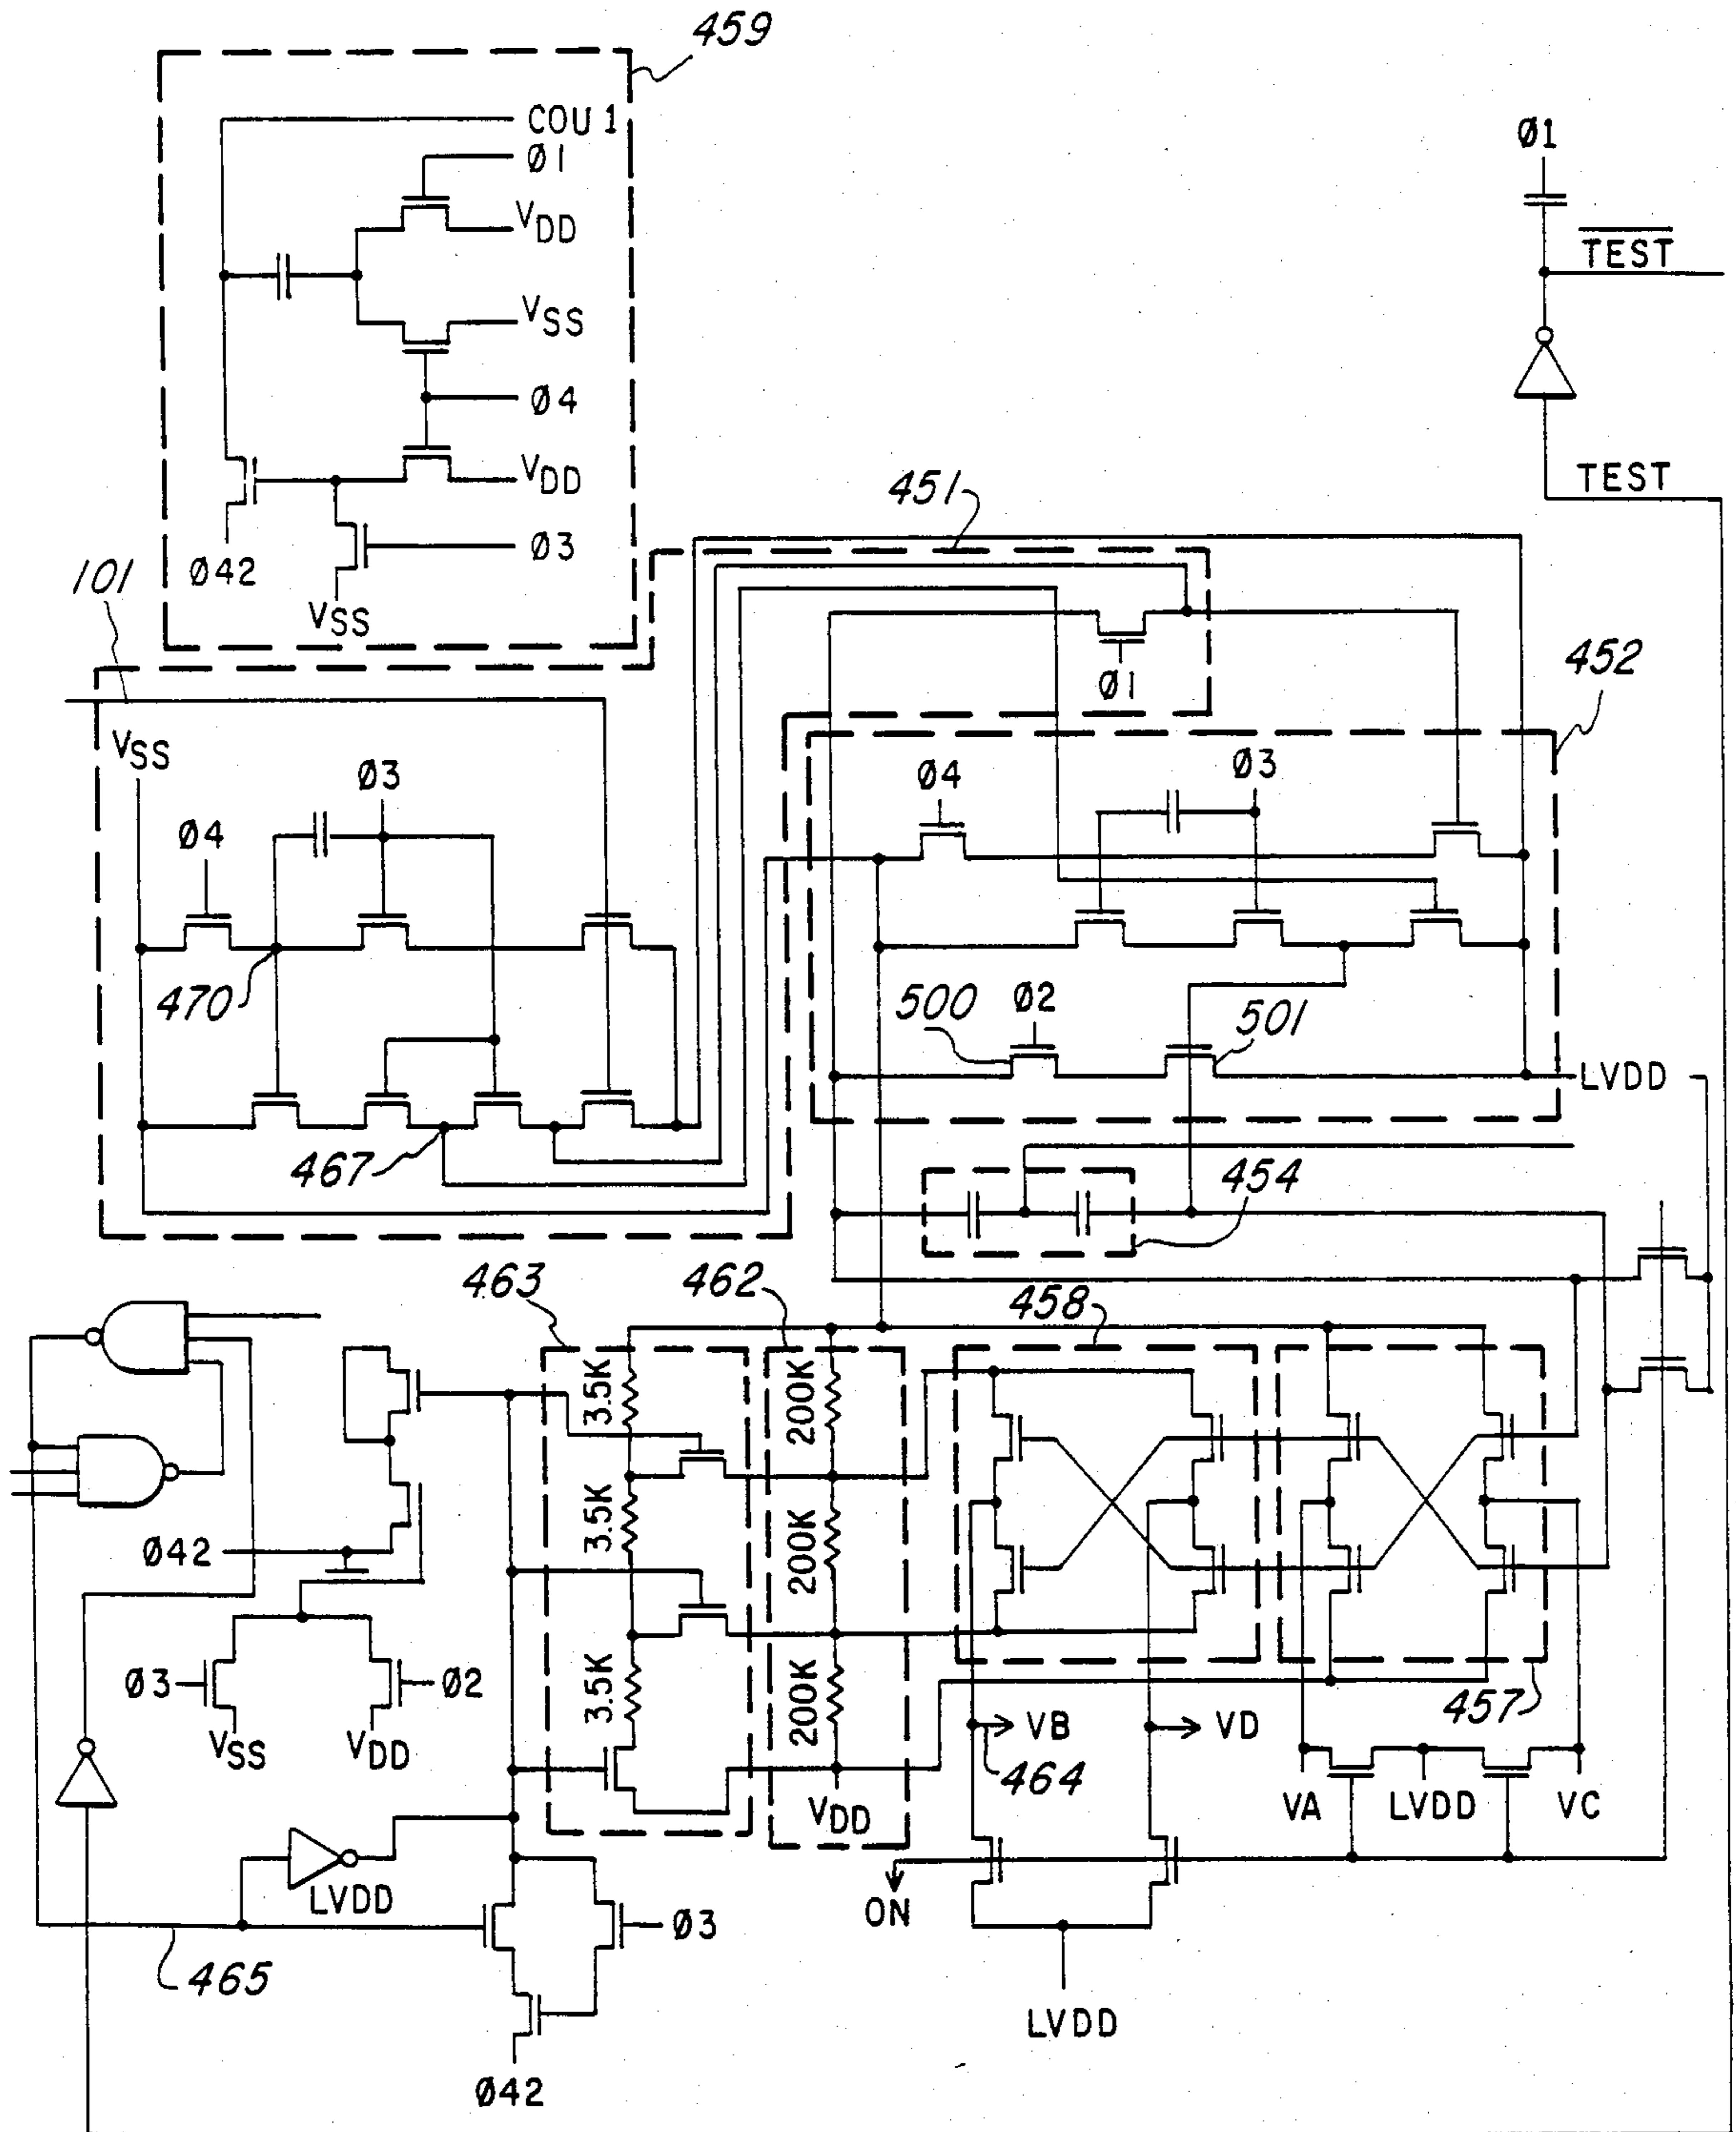 459
COU 1
Ø1
VDD
VSS
Ø4
VDD
Ø3
Ø42
VSS
Ø1
TEST
TEST
451
101
Ø1
452
VSS
Ø3
Ø4
Ø4
Ø3
470
500
Ø2
501
LVDD
467
454
463
462
458
3.5K
200K
3.5K
200K
Ø42
3.5K
200K
Ø3
Ø2
VSS
VDD
457
VB
VD
464
VDD
VA
LVDD
VC
LVDD
ON
Ø3
465
LVDD
Ø42